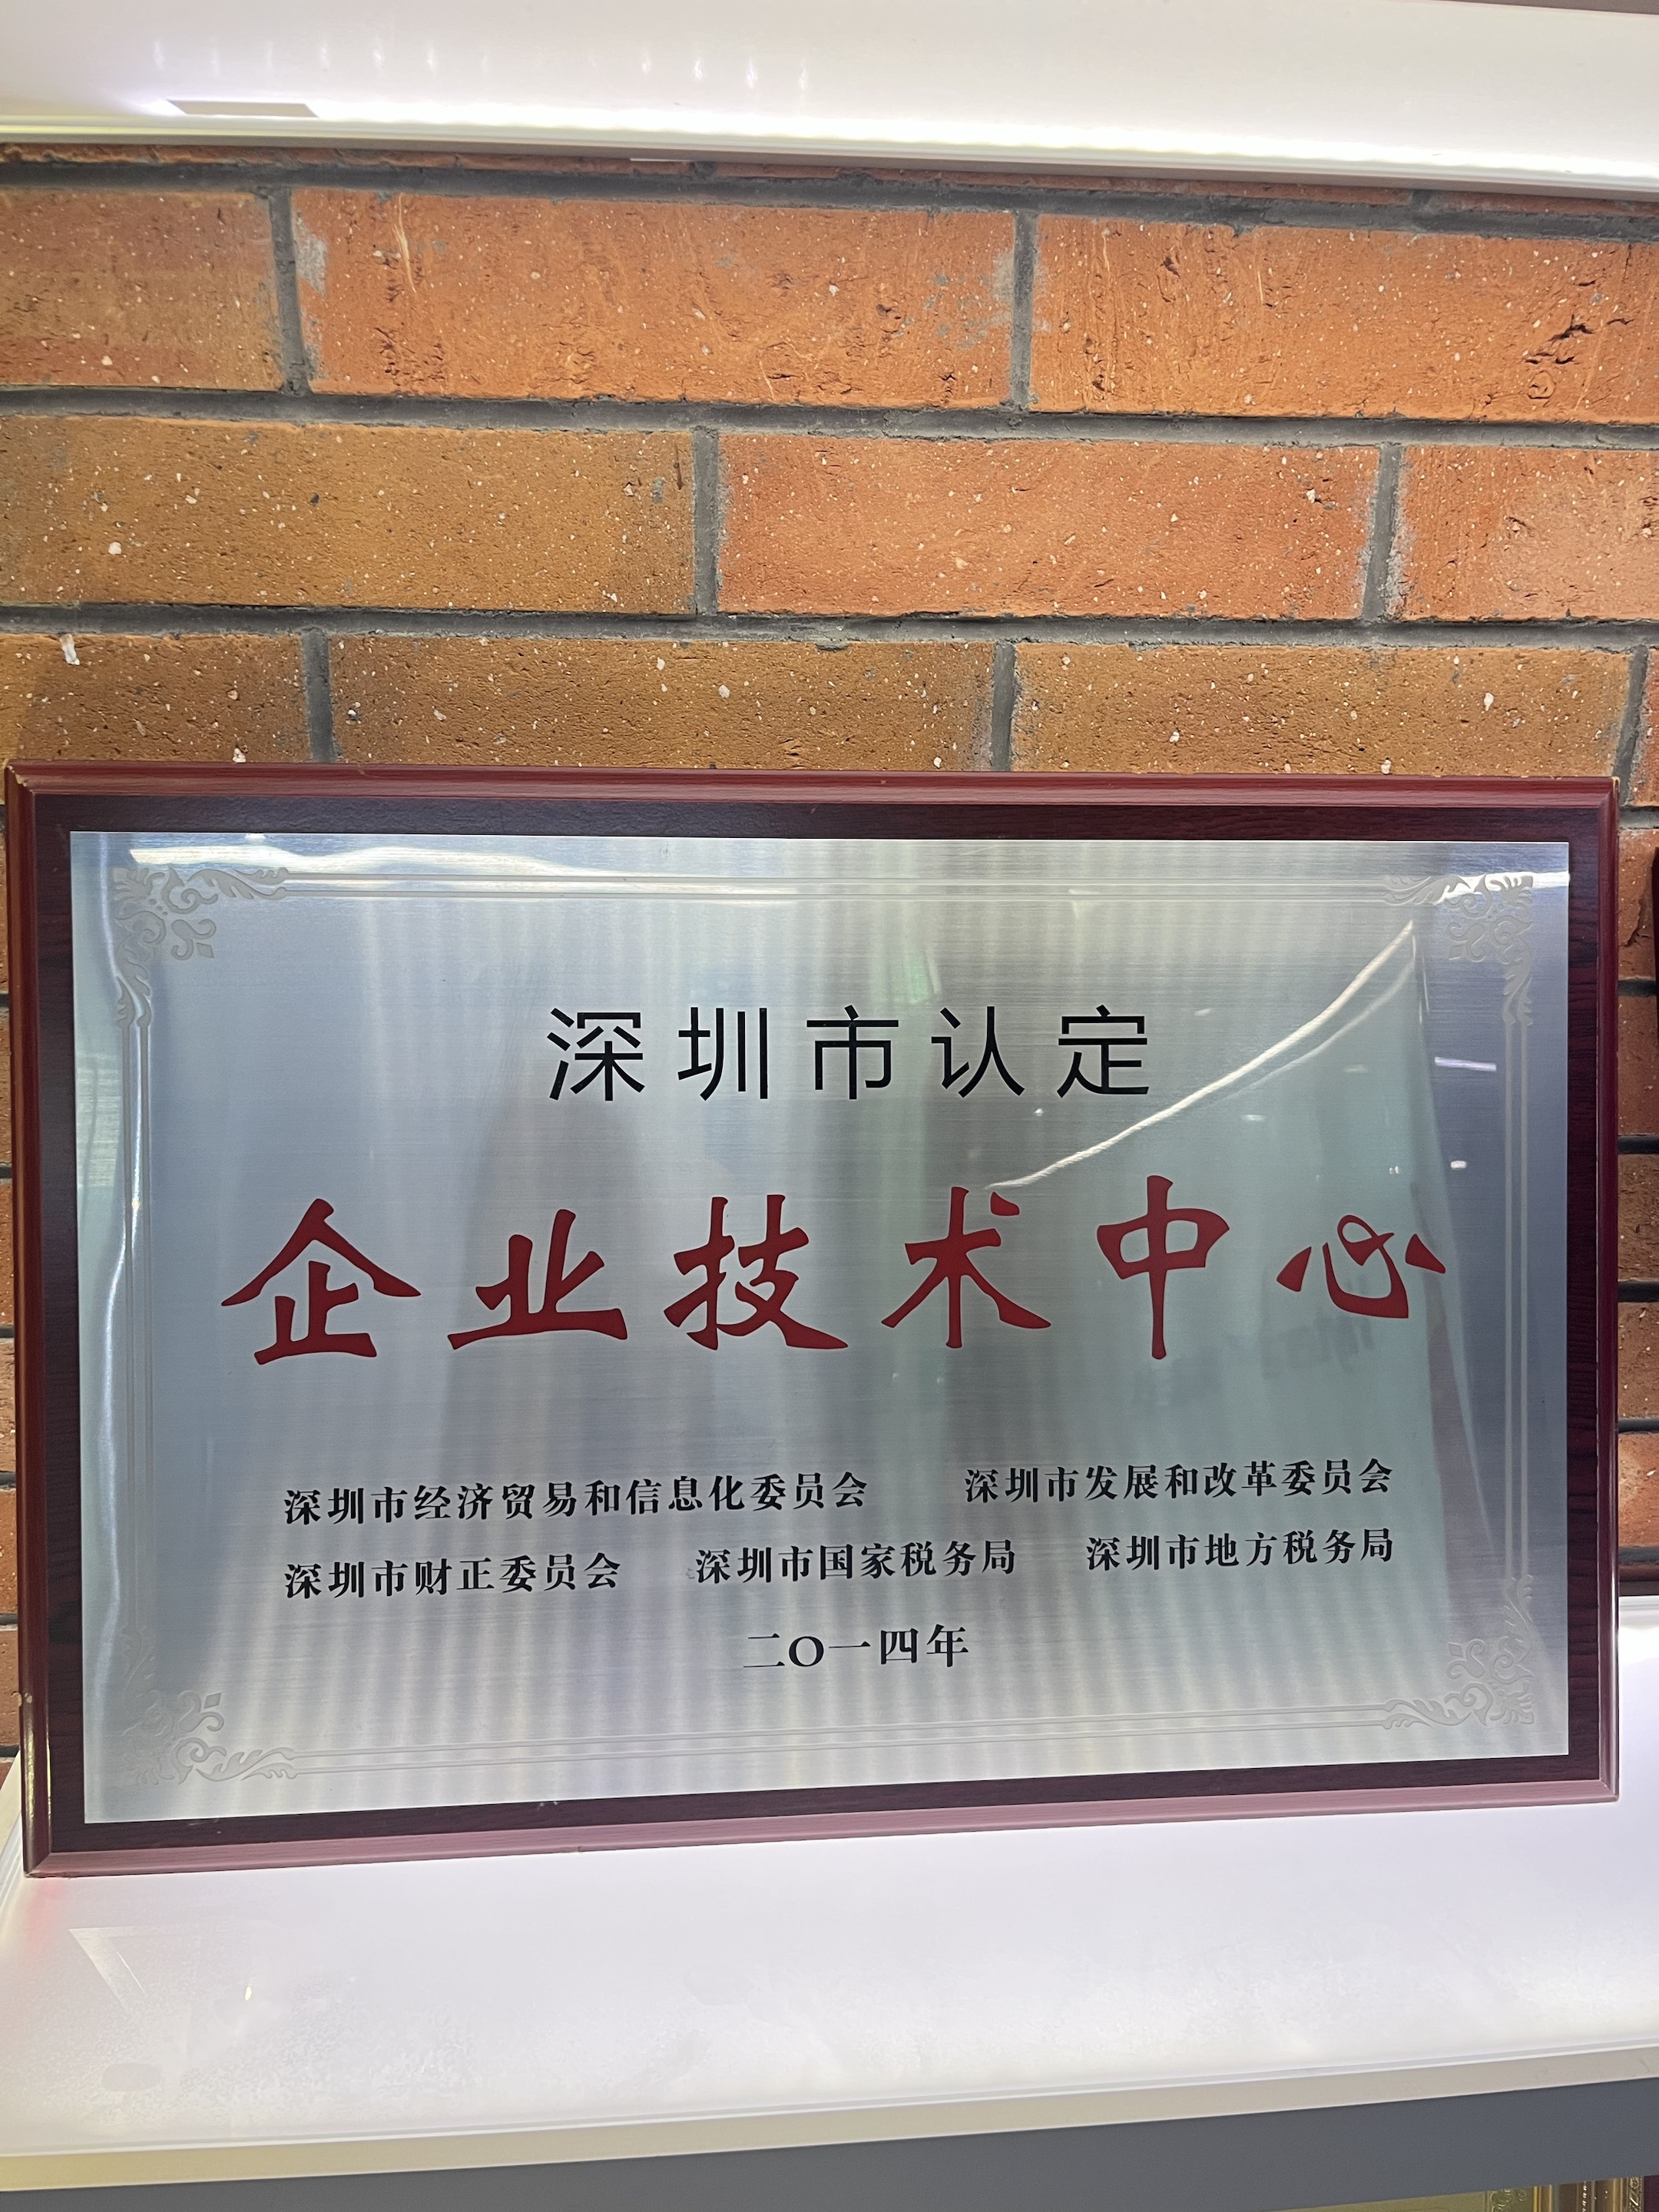 深圳市认定
企业技术中心
深圳市经济贸易和信息化委员会 深圳市发展和改革委员会
深圳市财正委员会 深圳市国家税务局 深圳市地方税务局
二〇一四年